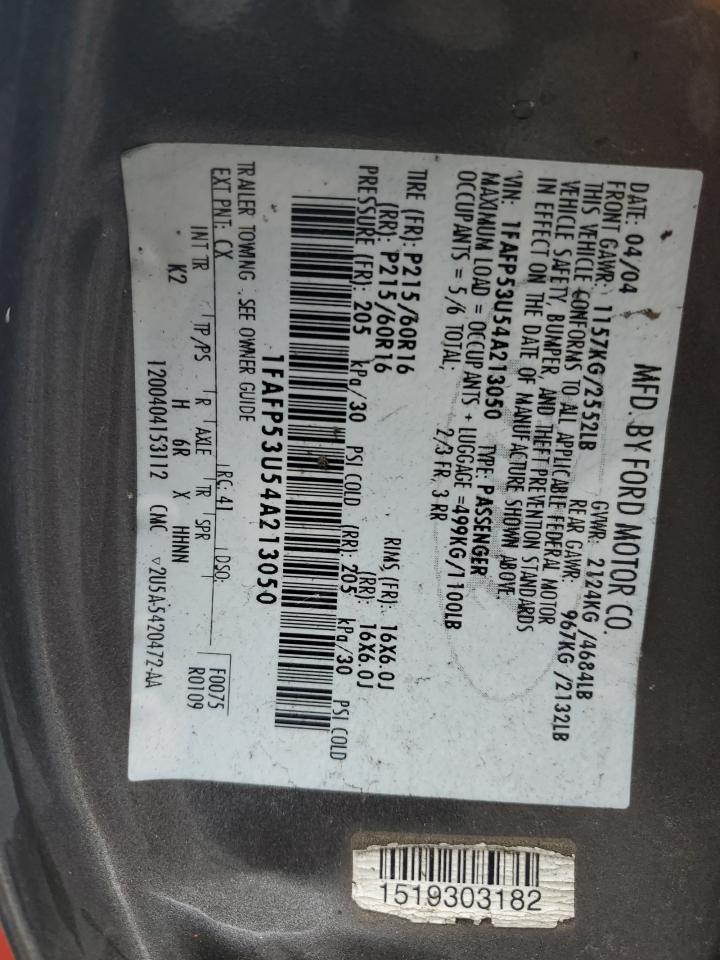 MFD. BY FORD MOTOR CO.
DATE: 04/04 GVWR: 2124KG /4684LB
FRONT GAWR: 1157KG/2552LB REAR GAWR: 967KG /2132LB
THIS VEHICLE CONFORMS TO ALL APPLICABLE FEDERAL MOTOR
VEHICLE SAFETY, BUMPER, AND THEFT PREVENTION STANDARDS
IN EFFECT ON THE DATE OF MANUFACTURE SHOWN ABOVE.
VIN: 1FAFP53U54A213050 TYPE: PASSENGER
MAXIMUM LOAD = OCCUPANTS + LUGGAGE =499KG/1100LB
OCCUPANTS = 5/6 TOTAL; 2/3 FR, 3 RR
TIRE (FR): P215/60R16 RIMS (FR): 16X6.0J
(RR): P215/60R16 (RR): 16X6.0J
PRESSURE (FR): 205 kPa/30 PSI COLD (RR): 205 kPa/30 PSI COLD
1FAFP53U54A213050
TRAILER TOWING - SEE OWNER GUIDE
EXT PNT: CX RC: 41 DSO: F0075
INT TR TP/PS R AXLE TR SPR R0109
K2 H 6R X HHNN
1200404153112 CMC ▽2U5A-5420472-AA
1519303182